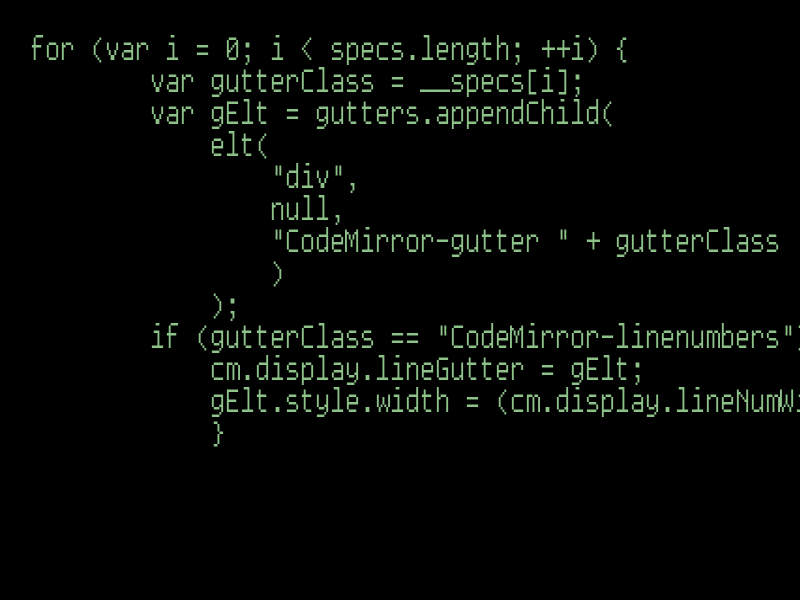 for (var i = 0; i < specs.length; ++i) {
var gutterClass = __specs[i];
var gElt = gutters.appendChild(
elt(
"div",
null,
"CodeMirror-gutter " + gutterClass
)
);
if (gutterClass == "CodeMirror-linenumbers")
cm.display.lineGutter = gElt;
gElt.style.width = (cm.display.lineNumWi
}